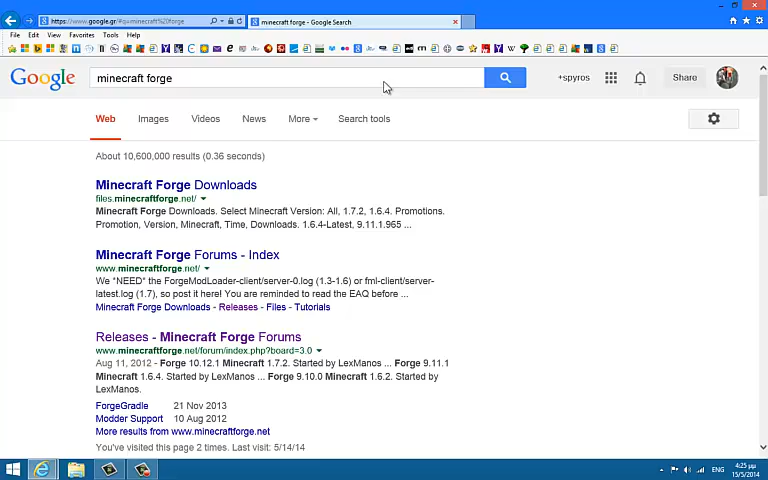 https://www.google.gr/#q=minecraft%20forge
minecraft forge - Google Search
File Edit View Favorites Tools Help
Google minecraft forge +spyros Share
Web Images Videos News More Search tools
About 10,600,000 results (0.36 seconds)
Minecraft Forge Downloads
files.minecraftforge.net/
Minecraft Forge Downloads. Select Minecraft Version: All, 1.7.2, 1.6.4. Promotions.
Promotion, Version, Minecraft, Time, Downloads. 1.6.4-Latest, 9.11.1.965 ...
Minecraft Forge Forums - Index
www.minecraftforge.net/
We *NEED* the ForgeModLoader-client/server-0.log (1.3-1.6) or fml-client/server-
latest.log (1.7), so post it here! You are reminded to read the EAQ before ...
Minecraft Forge Downloads - Releases - Files - Tutorials
Releases - Minecraft Forge Forums
www.minecraftforge.net/forum/index.php?board=3.0
Aug 11, 2012 - Forge 10.12.1 Minecraft 1.7.2. Started by LexManos ... Forge 9.11.1
Minecraft 1.6.4. Started by LexManos ... Forge 9.10.0 Minecraft 1.6.2. Started by
LexManos.
ForgeGradle 21 Nov 2013
Modder Support 10 Aug 2012
More results from www.minecraftforge.net
You've visited this page 2 times. Last visit: 5/14/14
ENG 4:25 μμ
15/5/2014